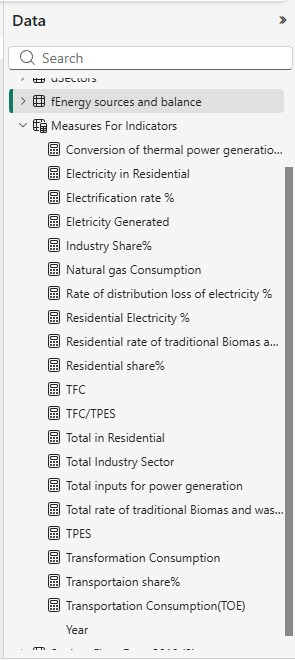 Data
Search
dSectors
fEnergy sources and balance
Measures For Indicators
Conversion of thermal power generatio...
Electricity in Residential
Electrification rate %
Eletricity Generated
Industry Share%
Natural gas Consumption
Rate of distribution loss of electricity %
Residential Electricity %
Residential rate of traditional Biomas a...
Residential share%
TFC
TFC/TPES
Total in Residential
Total Industry Sector
Total inputs for power generation
Total rate of traditional Biomas and was...
TPES
Transformation Consumption
Transportaion share%
Transportation Consumption(TOE)
Year